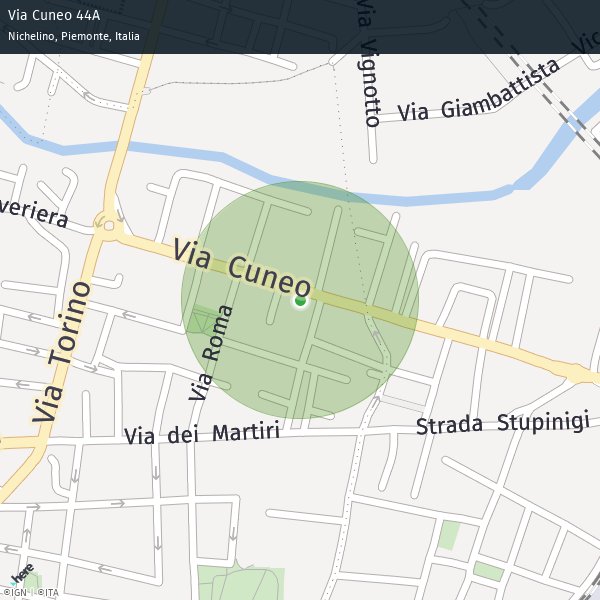 Via Cuneo 44A
Nichelino, Piemonte, Italia
Via Vignotto
Via Giambattista
veriera
Via Cuneo
Via Torino
Via Roma
Via dei Martiri
Strada Stupinigi
here
©IGN | ©ITA